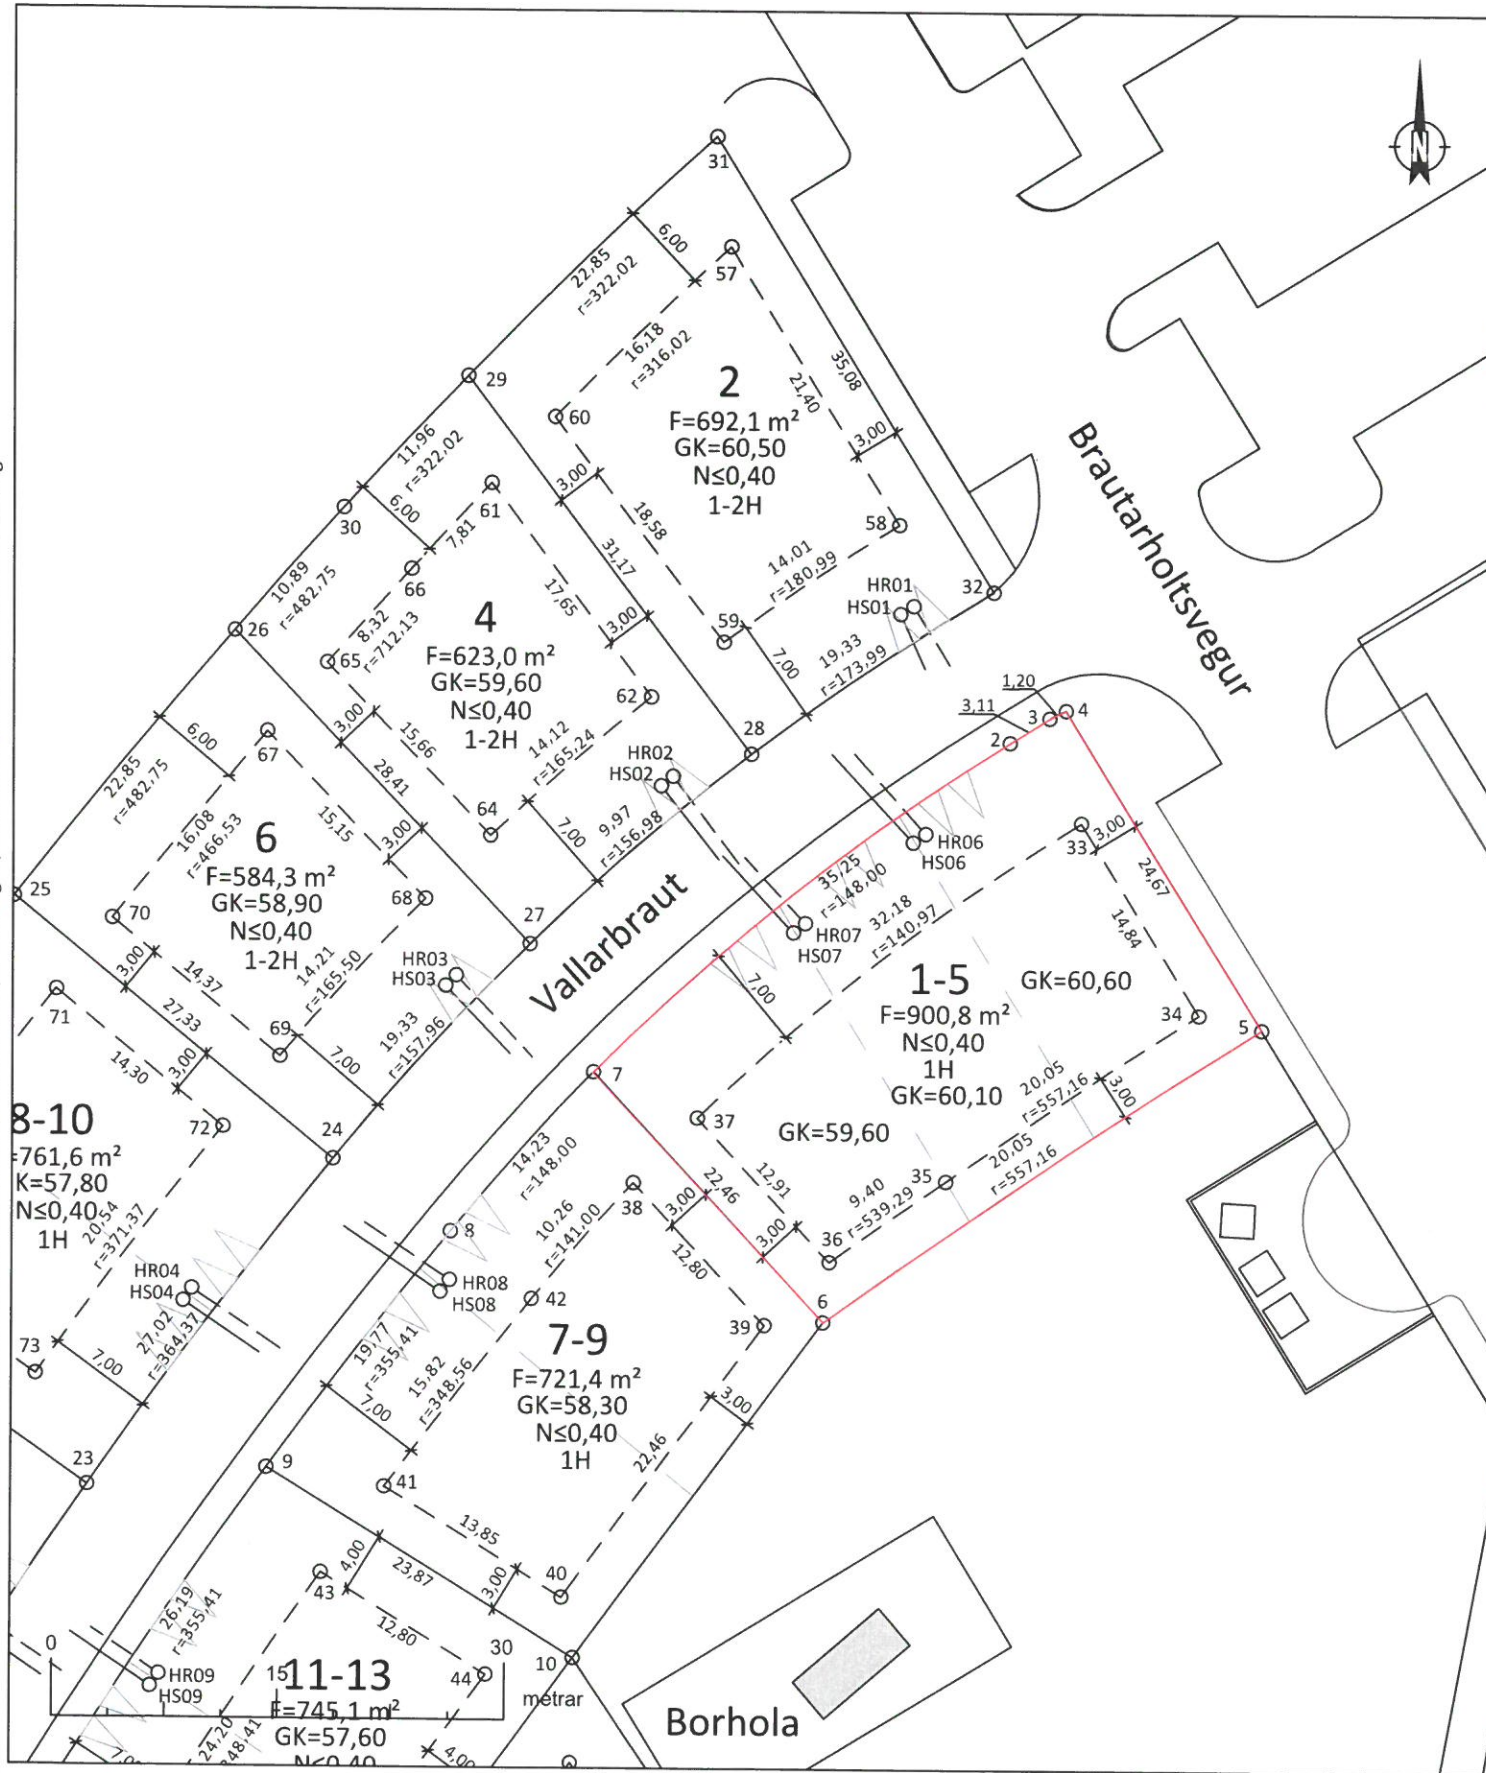 N
31
6,00
57
22,85
r=322,02
16,18
r=316,02
35,08
21,40
29
60
2
F=692,1 m²
GK=60,50
N≤0,40
1-2H
3,00
11,96
r=322,02
3,00
18,58
58
Brautarholtsvegur
30
6,00
61
7,81
31,17
14,01
r=180,99
HR01
HS01
32
10,89
r=482,75
66
17,65
59
26
8,32
r=712,13
65
4
F=623,0 m²
GK=59,60
N≤0,40
1-2H
3,00
7,00
19,33
r=173,99
62
1,20
3,11
3
4
2
6,00
67
3,00
15,66
14,12
r=165,24
28
HR02
HS02
22,85
r=482,75
28,41
64
16,08
r=466,53
15,15
6
F=584,3 m²
GK=58,90
N≤0,40
1-2H
3,00
7,00
9,97
r=156,98
HR06
HS06
33
3,00
24,67
25
70
68
35,25
r=148,00
32,18
r=140,97
14,84
27
Vallarbraut
HR07
HS07
3,00
14,37
14,21
r=165,50
HR03
HS03
7,00
1-5
F=900,8 m²
N≤0,40
1H
GK=60,10
GK=60,60
71
27,33
69
19,33
r=157,96
34
5
14,30
3,00
7,00
7
20,05
r=557,16
3,00
8-10
=761,6 m²
K=57,80
N≤0,40
1H
72
24
37
GK=59,60
20,05
r=557,16
14,23
r=148,00
12,91
22,46
35
9,40
r=539,29
38
3,00
20,54
r=371,37
8
10,26
r=141,00
12,80
3,00
36
HR04
HS04
HR08
HS08
42
39
6
27,02
r=364,37
73
7,00
19,77
r=355,41
15,82
r=348,56
7-9
F=721,4 m²
GK=58,30
N≤0,40
1H
7,00
3,00
23
9
41
22,46
13,85
4,00
23,87
43
3,00
40
26,19
r=355,41
12,80
0
15
30
metrar
10
44
HR09
HS09
11-13
F=745,1 m²
GK=57,60
N≤0,40
24,20
348,41
7,00
4,00
Borhola